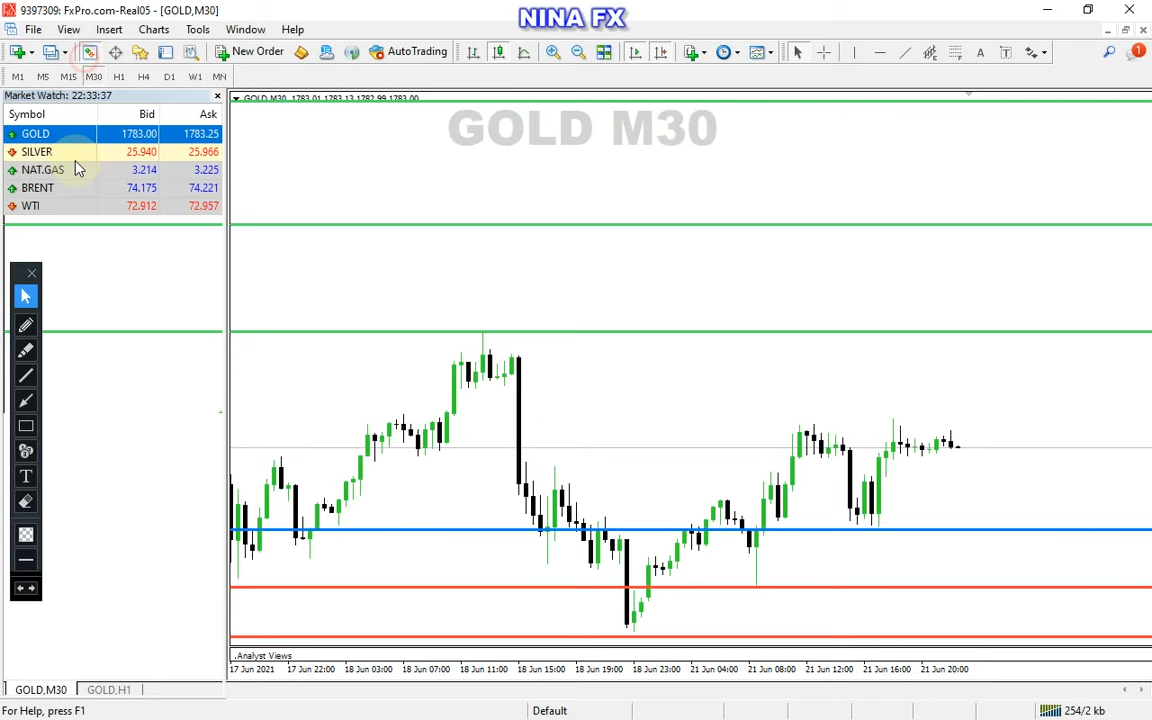 9397309: FxPro.com-Real05 - [GOLD,M30]
NINA FX
File View Insert Charts Tools Window Help
New Order AutoTrading
A T 1
M1 M5 M15 M30 H1 H4 D1 W1 MN
Market Watch: 22:33:37
Symbol Bid Ask
GOLD 1783.00 1783.25
SILVER 25.940 25.966
NAT.GAS 3.214 3.225
BRENT 74.175 74.221
WTI 72.912 72.957
GOLD,M30 1783.01 1783.13 1782.99 1783.00
GOLD M30
T
.Analyst Views
17 Jun 2021 17 Jun 22:00 18 Jun 03:00 18 Jun 07:00 18 Jun 11:00 18 Jun 15:00 18 Jun 19:00 18 Jun 23:00 21 Jun 04:00 21 Jun 08:00 21 Jun 12:00 21 Jun 16:00 21 Jun 20:00
GOLD,M30 GOLD,H1
For Help, press F1 Default 254/2 kb